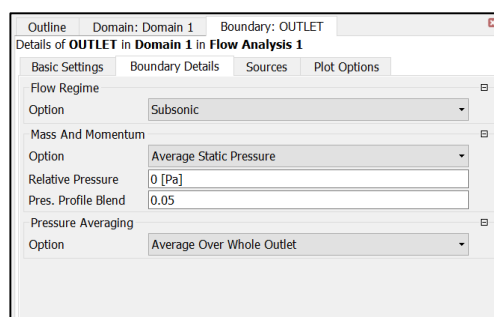 Outline Domain: Domain 1 Boundary: OUTLET
Details of OUTLET in Domain 1 in Flow Analysis 1
Basic Settings Boundary Details Sources Plot Options
Flow Regime
Option Subsonic
Mass And Momentum
Option Average Static Pressure
Relative Pressure 0 [Pa]
Pres. Profile Blend 0.05
Pressure Averaging
Option Average Over Whole Outlet